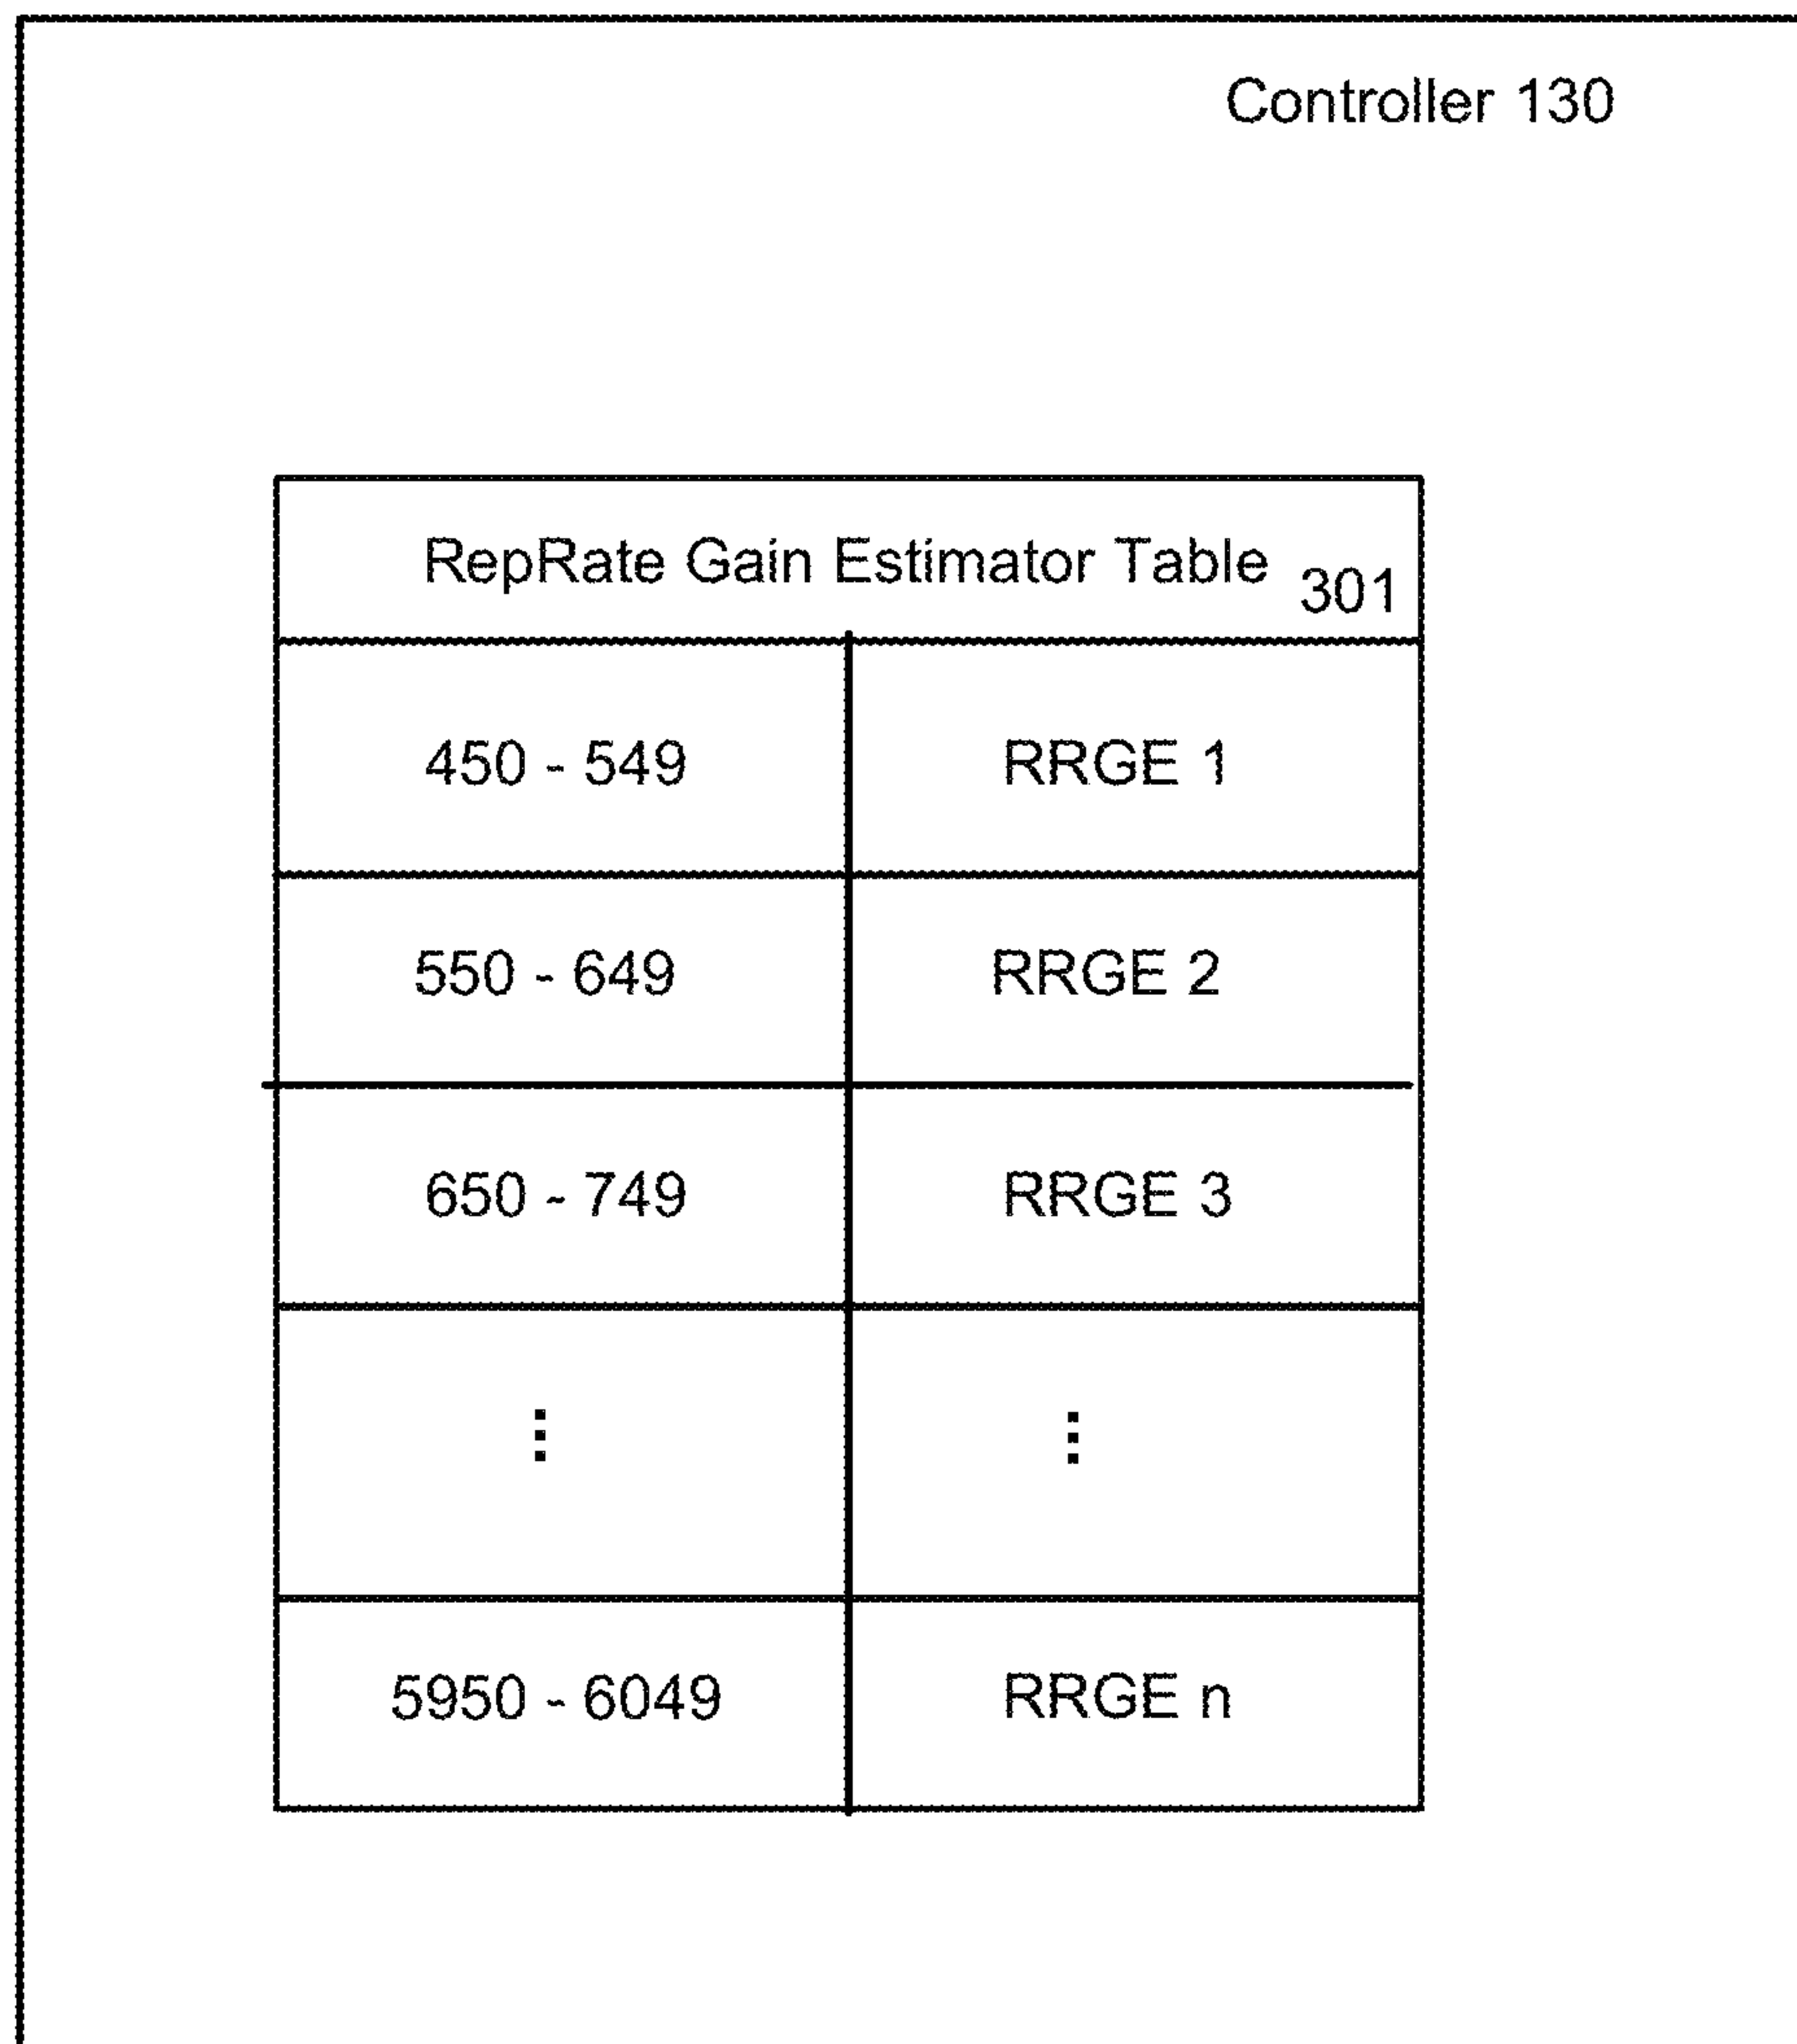 Controller 130
RepRate Gain Estimator Table 301
450 - 549 RRGE 1
550 - 649 RRGE 2
650 - 749 RRGE 3
⋮ ⋮
5950 - 6049 RRGE n